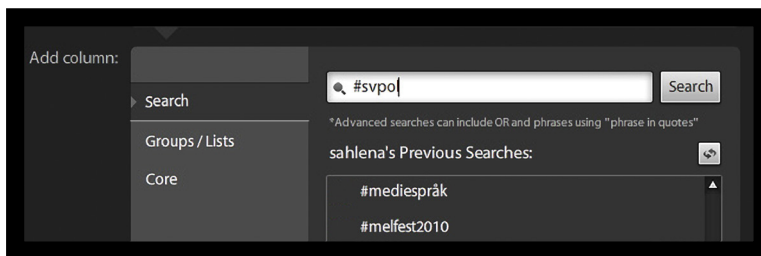 Add column:
#svpol
Search
Search
*Advanced searches can include OR and phrases using "phrase in quotes"
Groups / Lists
sahlena's Previous Searches:
Core
#mediespråk
#melfest2010